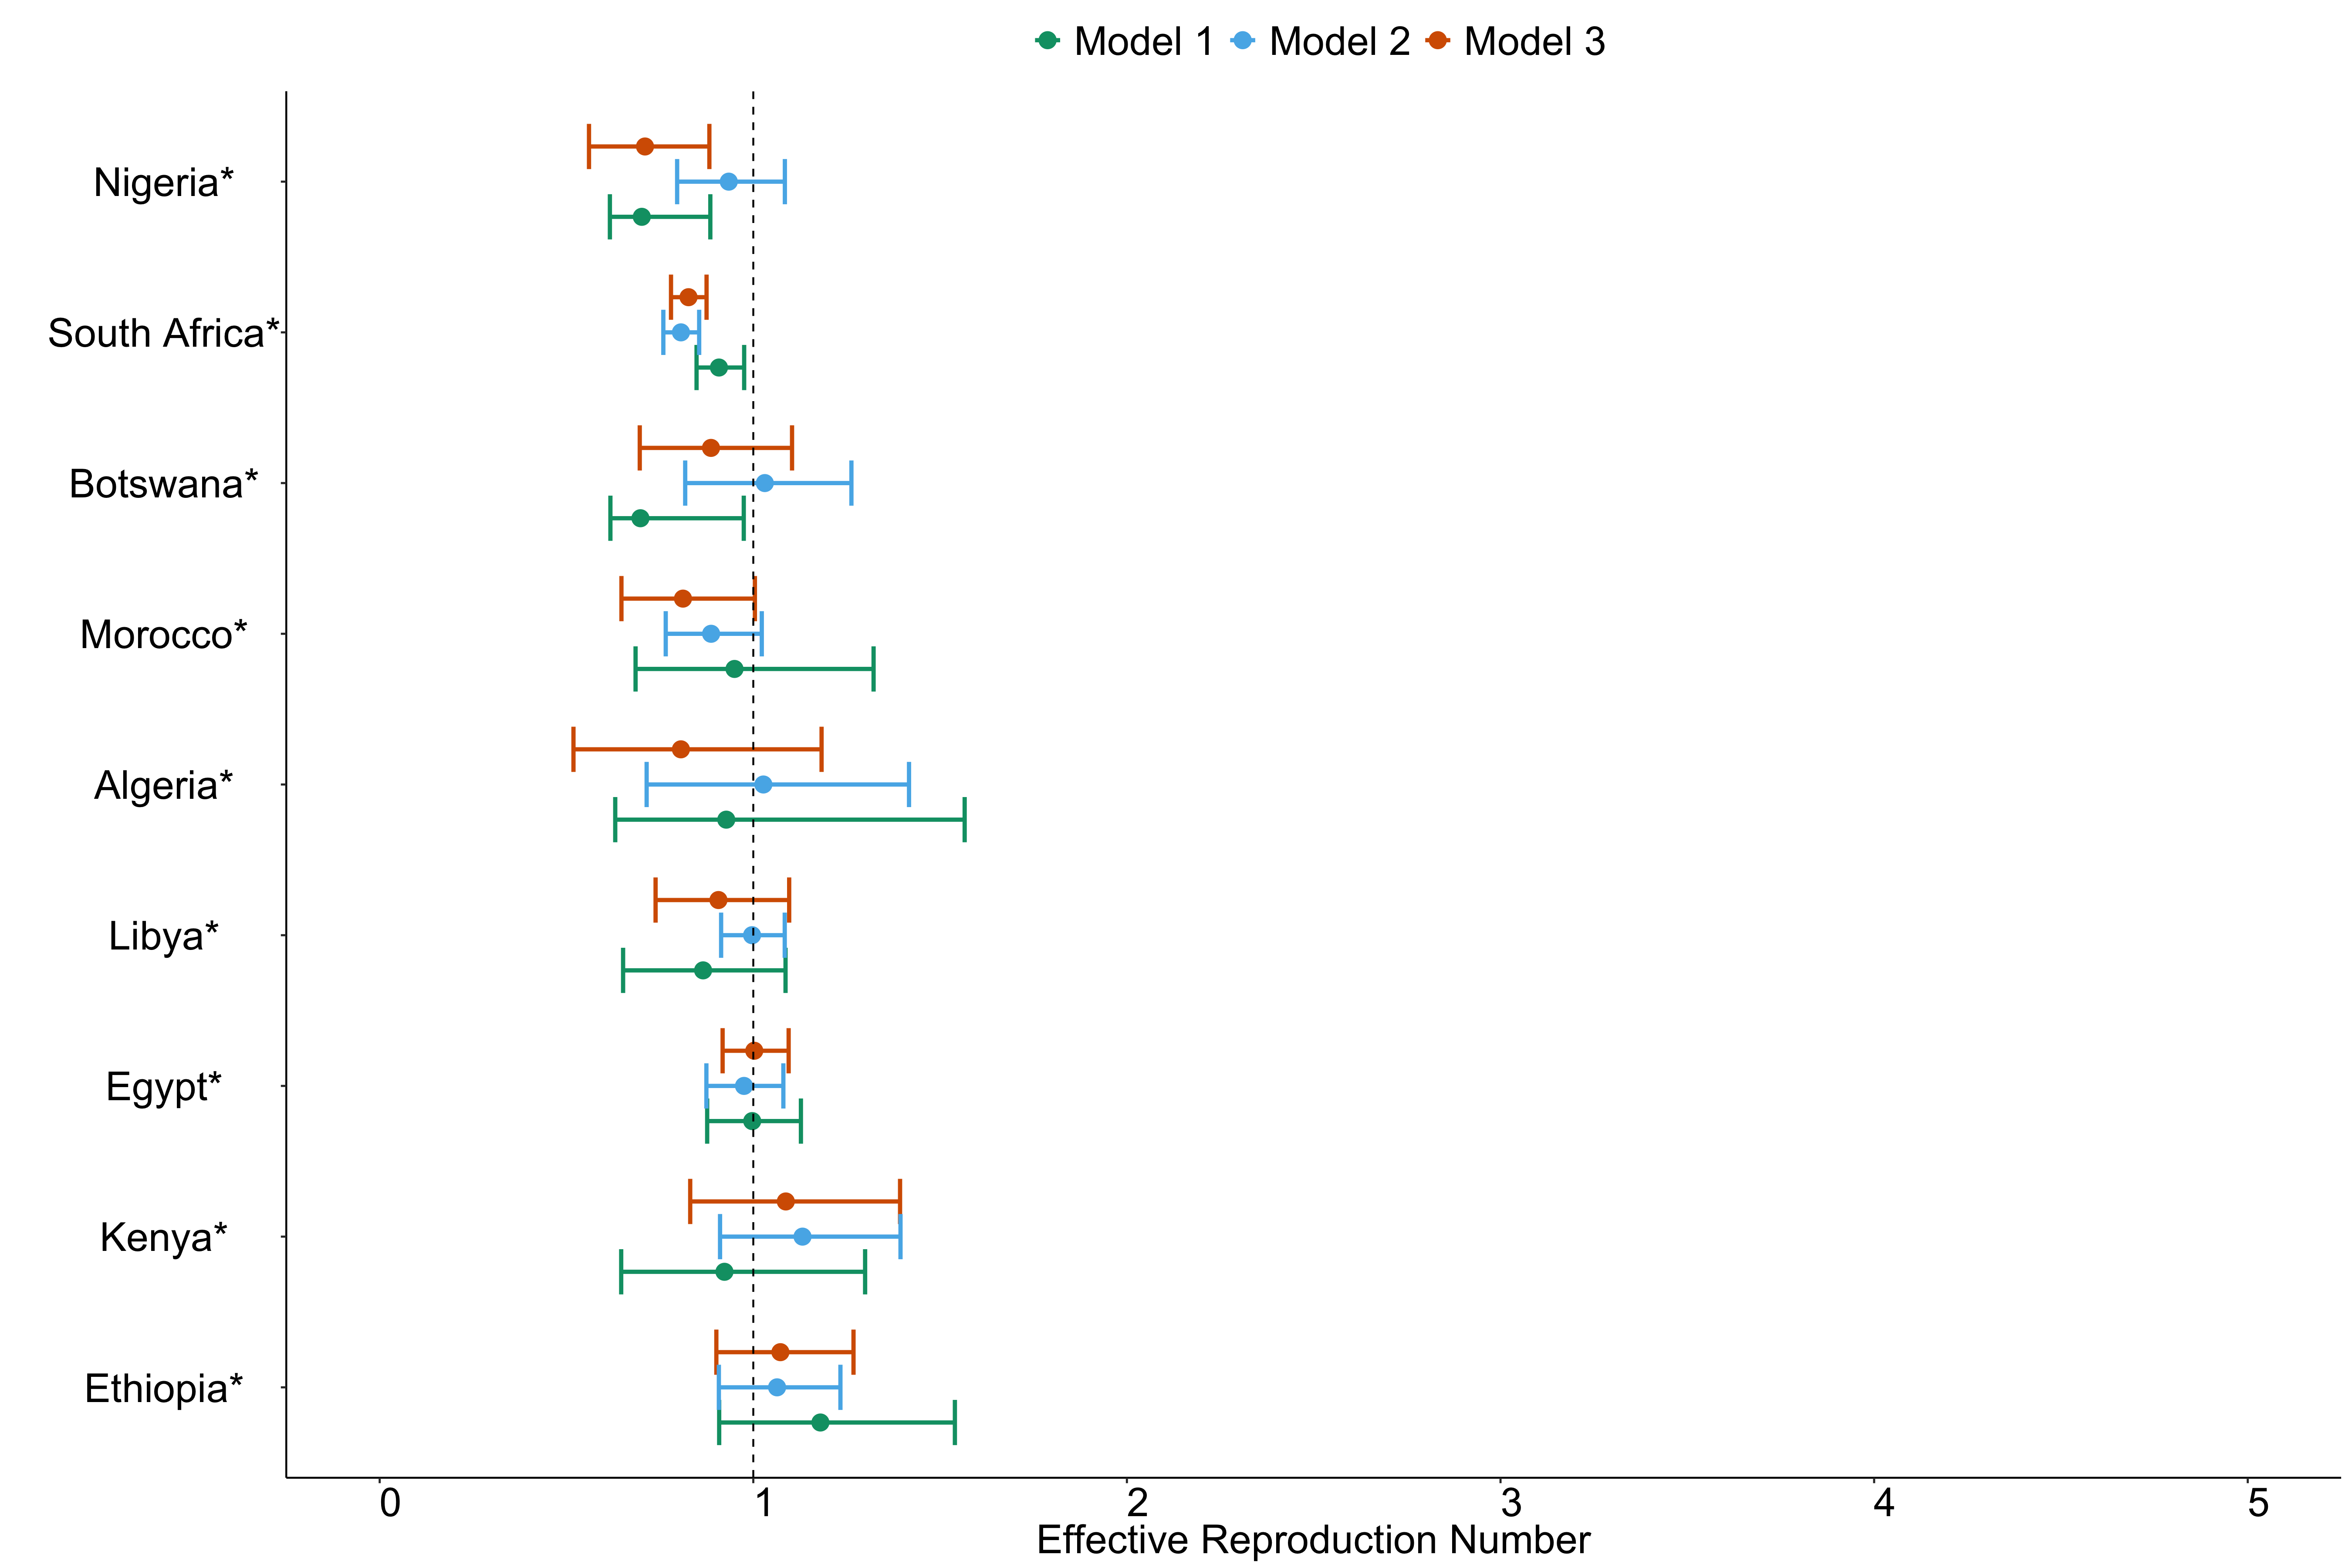 Model 1 Model 2 Model 3
Nigeria*
South Africa*
Botswana*
Morocco*
Algeria*
Libya*
Egypt*
Kenya*
Ethiopia*
0 1 2 3 4 5
Effective Reproduction Number